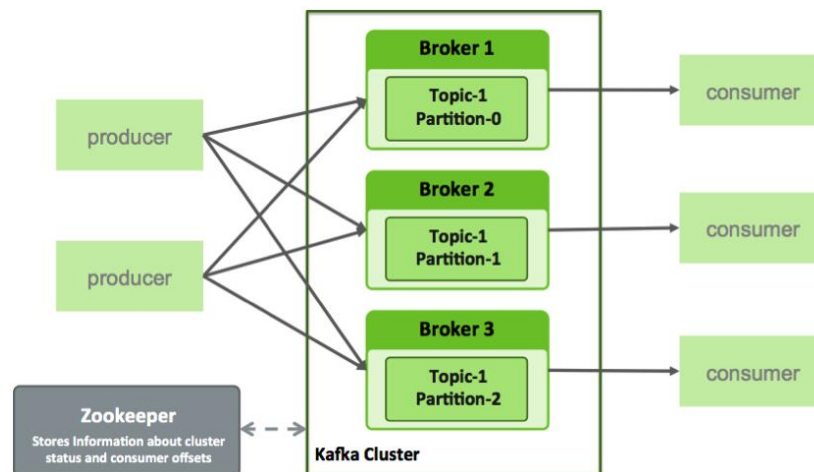 Broker 1
Topic-1
Partition-0
producer
consumer
Broker 2
Topic-1
Partition-1
producer
consumer
Broker 3
Topic-1
Partition-2
consumer
Zookeeper
Stores Information about cluster
status and consumer offsets
Kafka Cluster